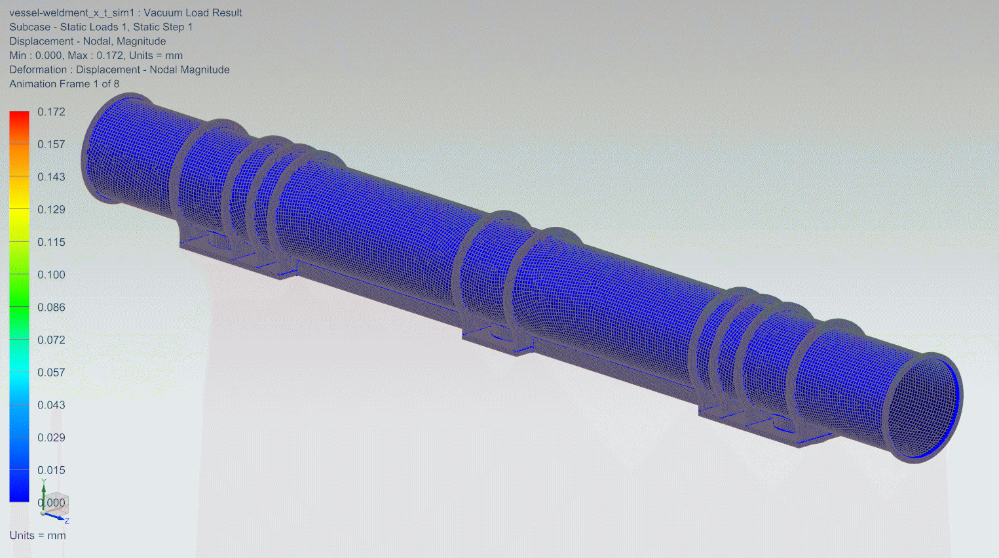 vessel-weldment_x_t_sim1 : Vacuum Load Result
Subcase - Static Loads 1, Static Step 1
Displacement - Nodal, Magnitude
Min : 0.000, Max : 0.172, Units = mm
Deformation : Displacement - Nodal Magnitude
Animation Frame 1 of 8
0.172
0.157
0.143
0.129
0.115
0.100
0.086
0.072
0.057
0.043
0.029
0.015
Y
0.000
Z
Units = mm